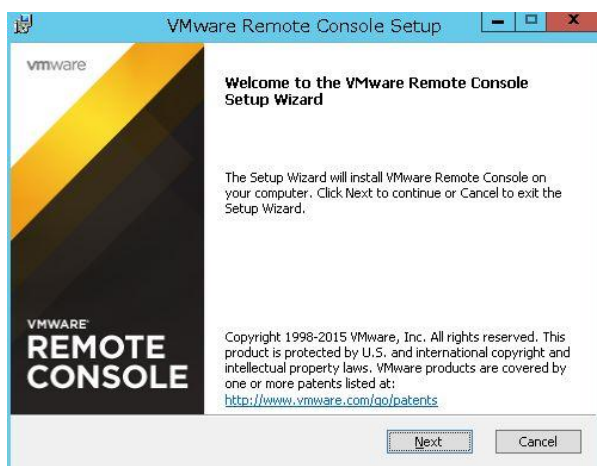 VMware Remote Console Setup
vmware
Welcome to the VMware Remote Console
Setup Wizard
The Setup Wizard will install VMware Remote Console on
your computer. Click Next to continue or Cancel to exit the
Setup Wizard.
VMWARE®
REMOTE
CONSOLE
Copyright 1998-2015 VMware, Inc. All rights reserved. This
product is protected by U.S. and international copyright and
intellectual property laws. VMware products are covered by
one or more patents listed at:
http://www.vmware.com/go/patents
Next
Cancel